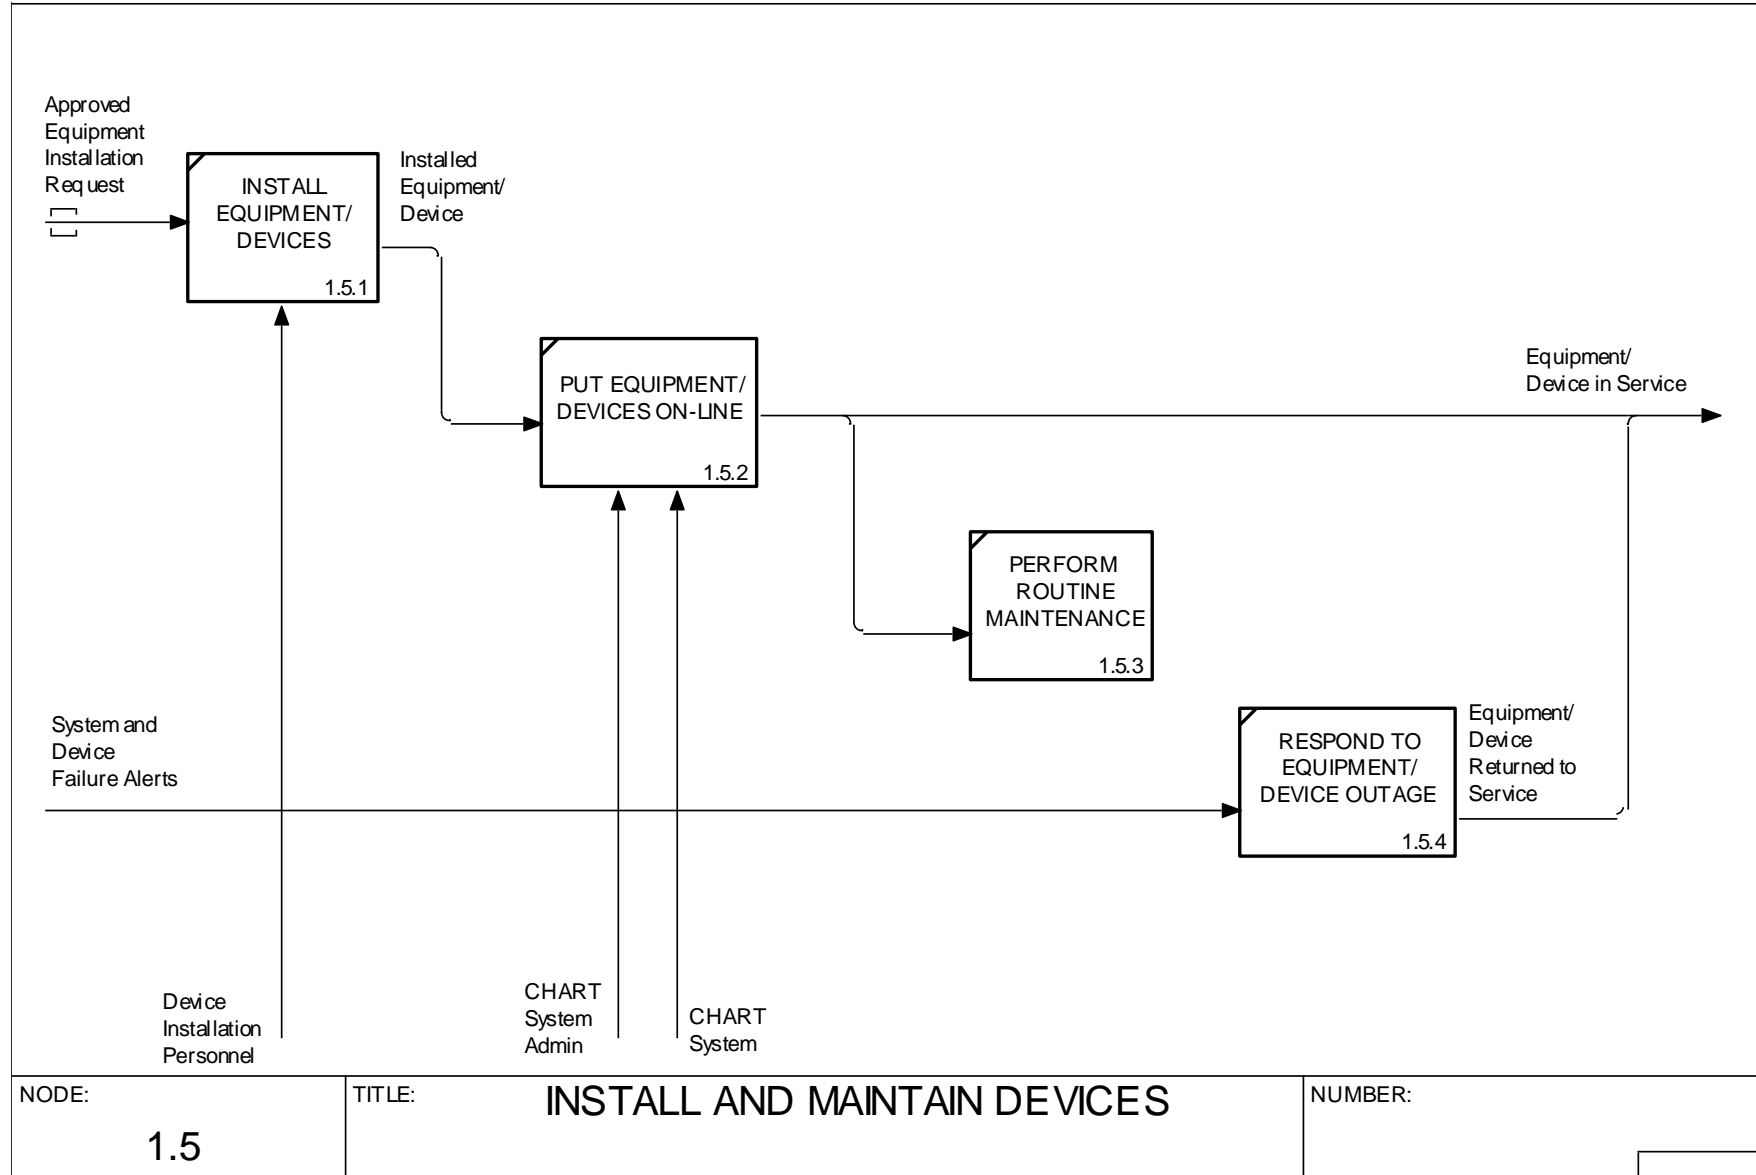 Approved
Equipment
Installation
Request
INSTALL
EQUIPMENT/
DEVICES
1.5.1
Installed
Equipment/
Device
PUT EQUIPMENT/
DEVICES ON-LINE
1.5.2
Equipment/
Device in Service
PERFORM
ROUTINE
MAINTENANCE
1.5.3
System and
Device
Failure Alerts
RESPOND TO
EQUIPMENT/
DEVICE OUTAGE
1.5.4
Equipment/
Device
Returned to
Service
Device
Installation
Personnel
CHART
System
Admin
CHART
System
NODE:
1.5
TITLE:
INSTALL AND MAINTAIN DEVICES
NUMBER: